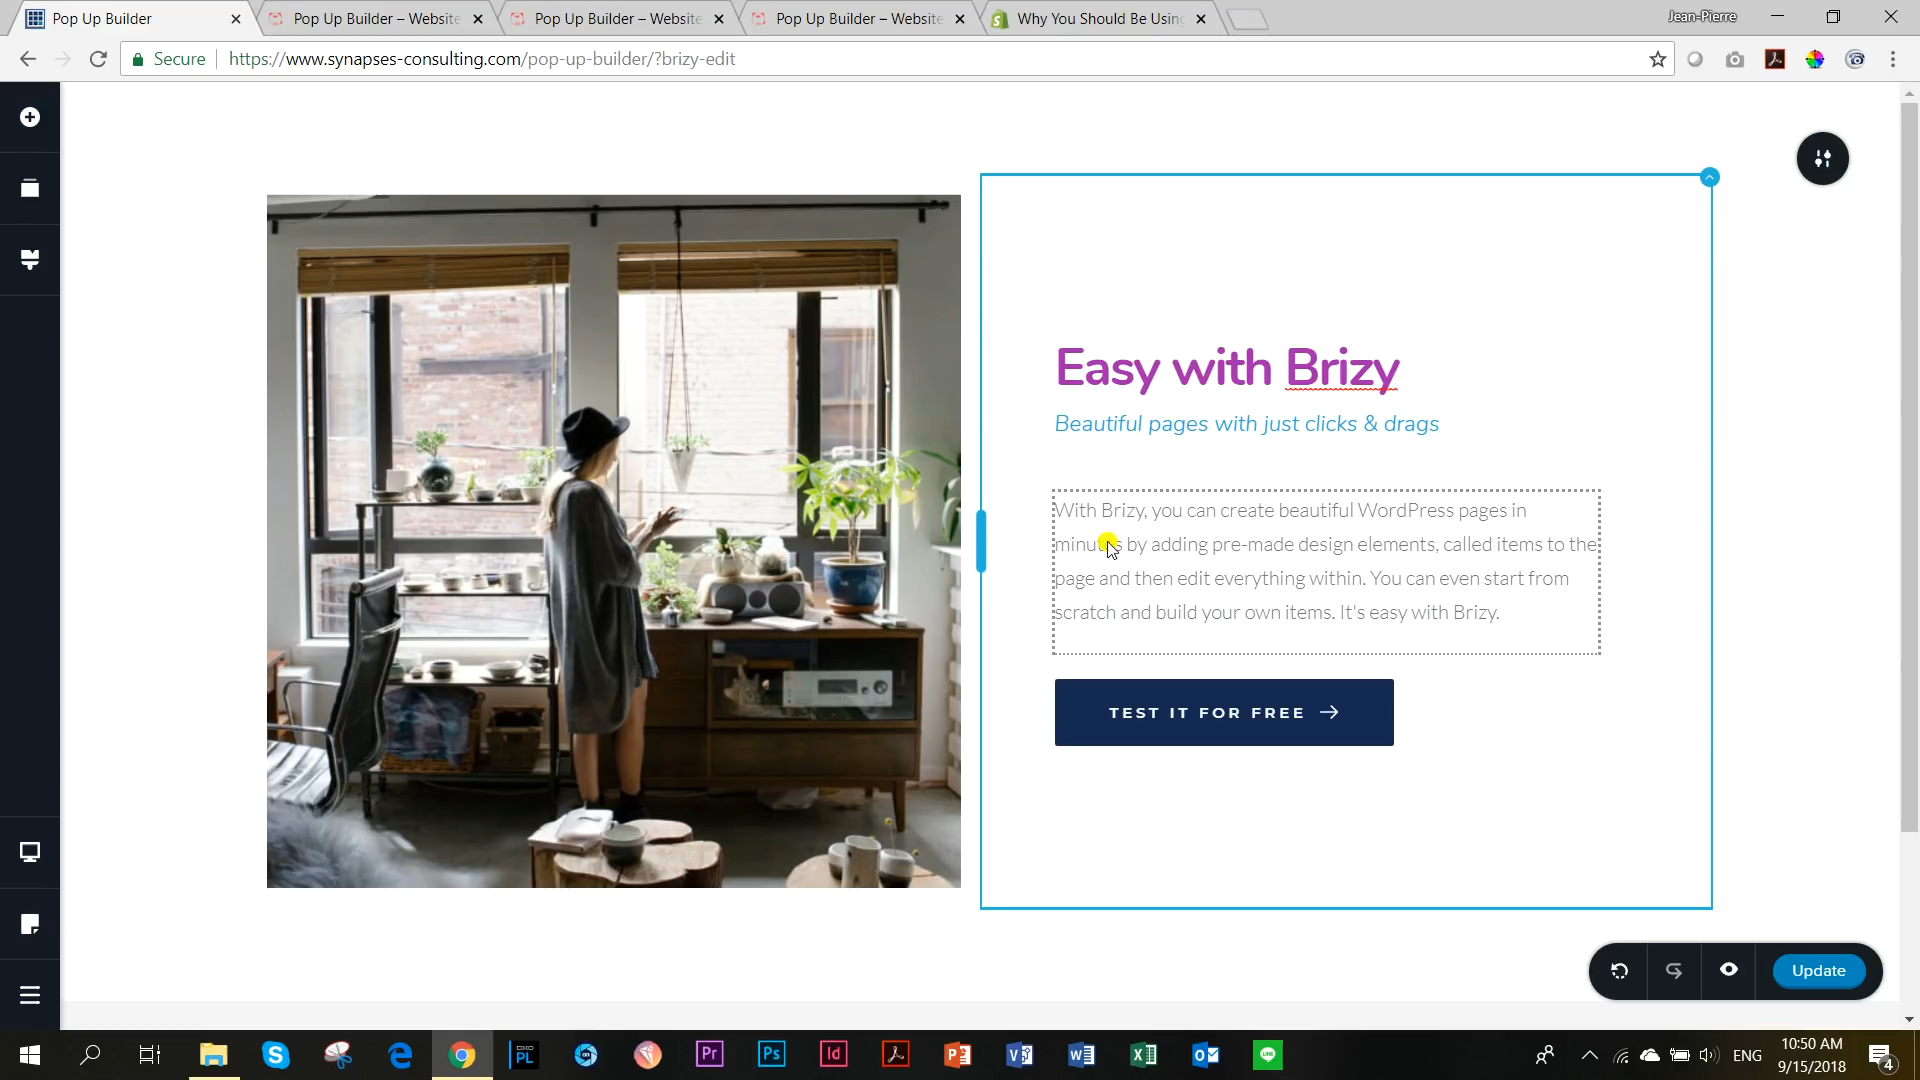 Pop Up Builder
Pop Up Builder – Website
Pop Up Builder – Website
Pop Up Builder – Website
Why You Should Be Using
Jean-Pierre
Secure
https://www.synapses-consulting.com/pop-up-builder/?brizy-edit
Easy with Brizy
Beautiful pages with just clicks & drags
With Brizy, you can create beautiful WordPress pages in
minutes by adding pre-made design elements, called items to the
page and then edit everything within. You can even start from
scratch and build your own items. It's easy with Brizy.
TEST IT FOR FREE
Update
PL
Pr
Ps
Id
ENG
10:50 AM
9/15/2018
4